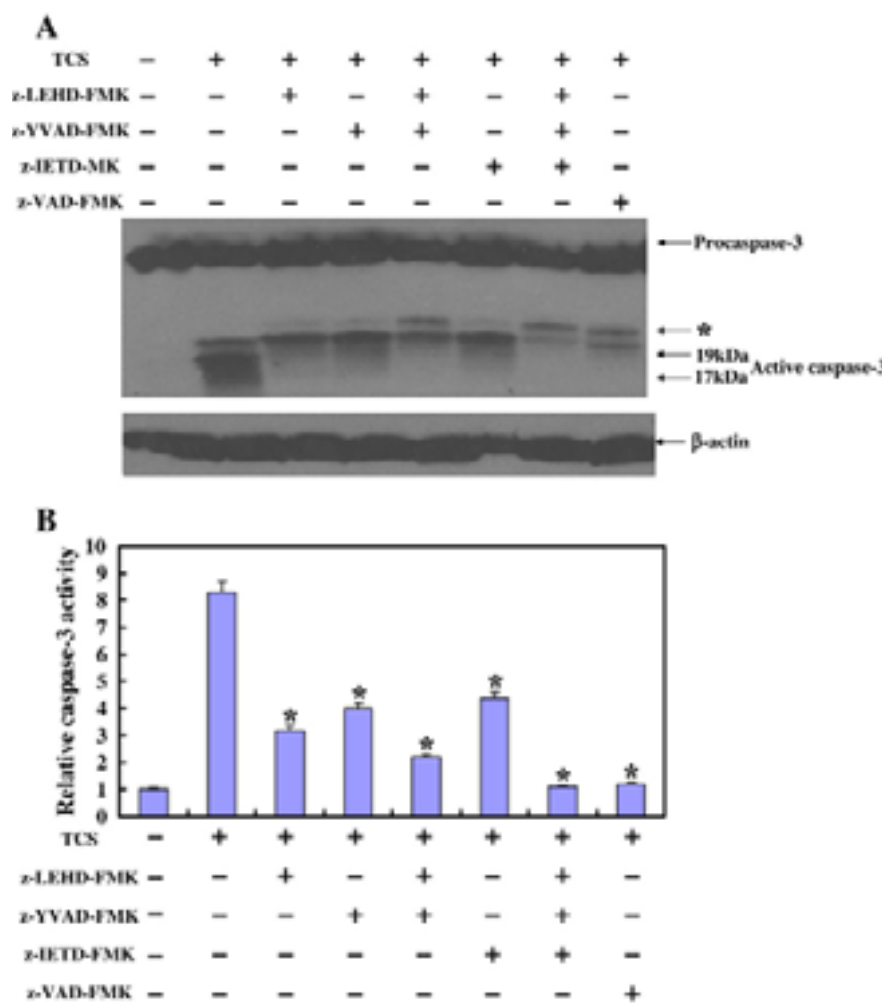 A
TCS – + + + + + + +
z-LEHD-FMK – – + – + – + –
z-YVAD-FMK – – – + + – + –
z-IETD-MK – – – – – + + –
z-VAD-FMK – – – – – – – +
Procaspase-3
*
19kDa
Active caspase-3
17kDa
β-actin
B
Relative caspase-3 activity
10
9
8
7
6
5
4
3
2
1
0
* * * * * *
TCS – + + + + + + +
z-LEHD-FMK – – + – + – + –
z-YVAD-FMK – – – + + – + –
z-IETD-FMK – – – – – + + –
z-VAD-FMK – – – – – – – +